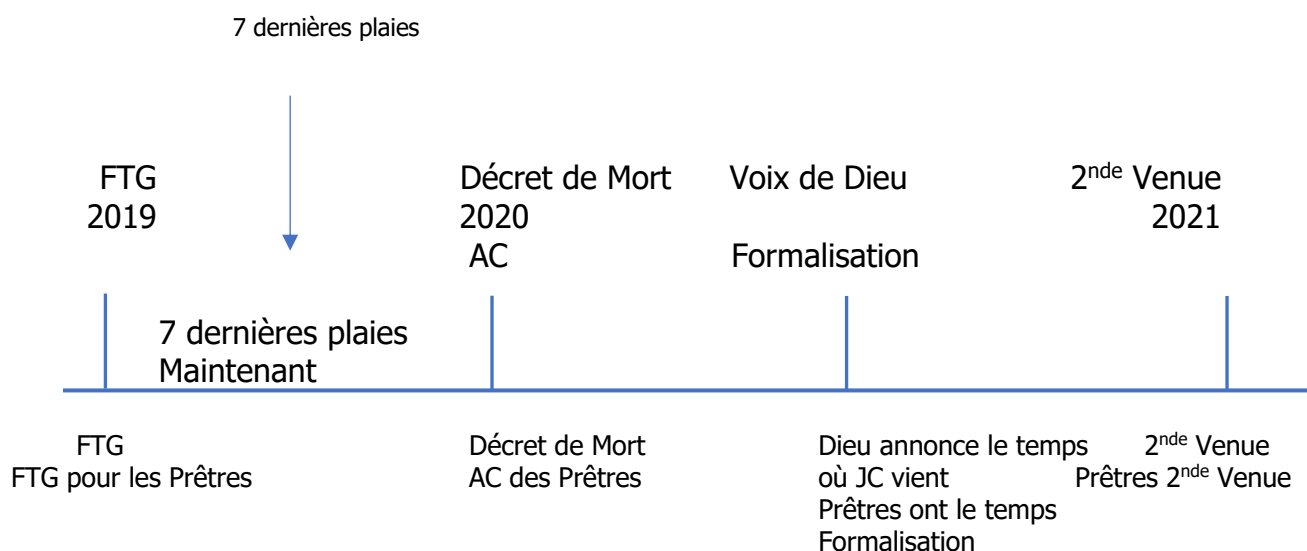 7 dernières plaies
FTG
2019
Décret de Mort
2020
AC
Voix de Dieu
Formalisation
2nde Venue
2021
7 dernières plaies
Maintenant
FTG
FTG pour les Prêtres
Décret de Mort
AC des Prêtres
Dieu annonce le temps
où JC vient
Prêtres ont le temps
Formalisation
2nde Venue
Prêtres 2nde Venue